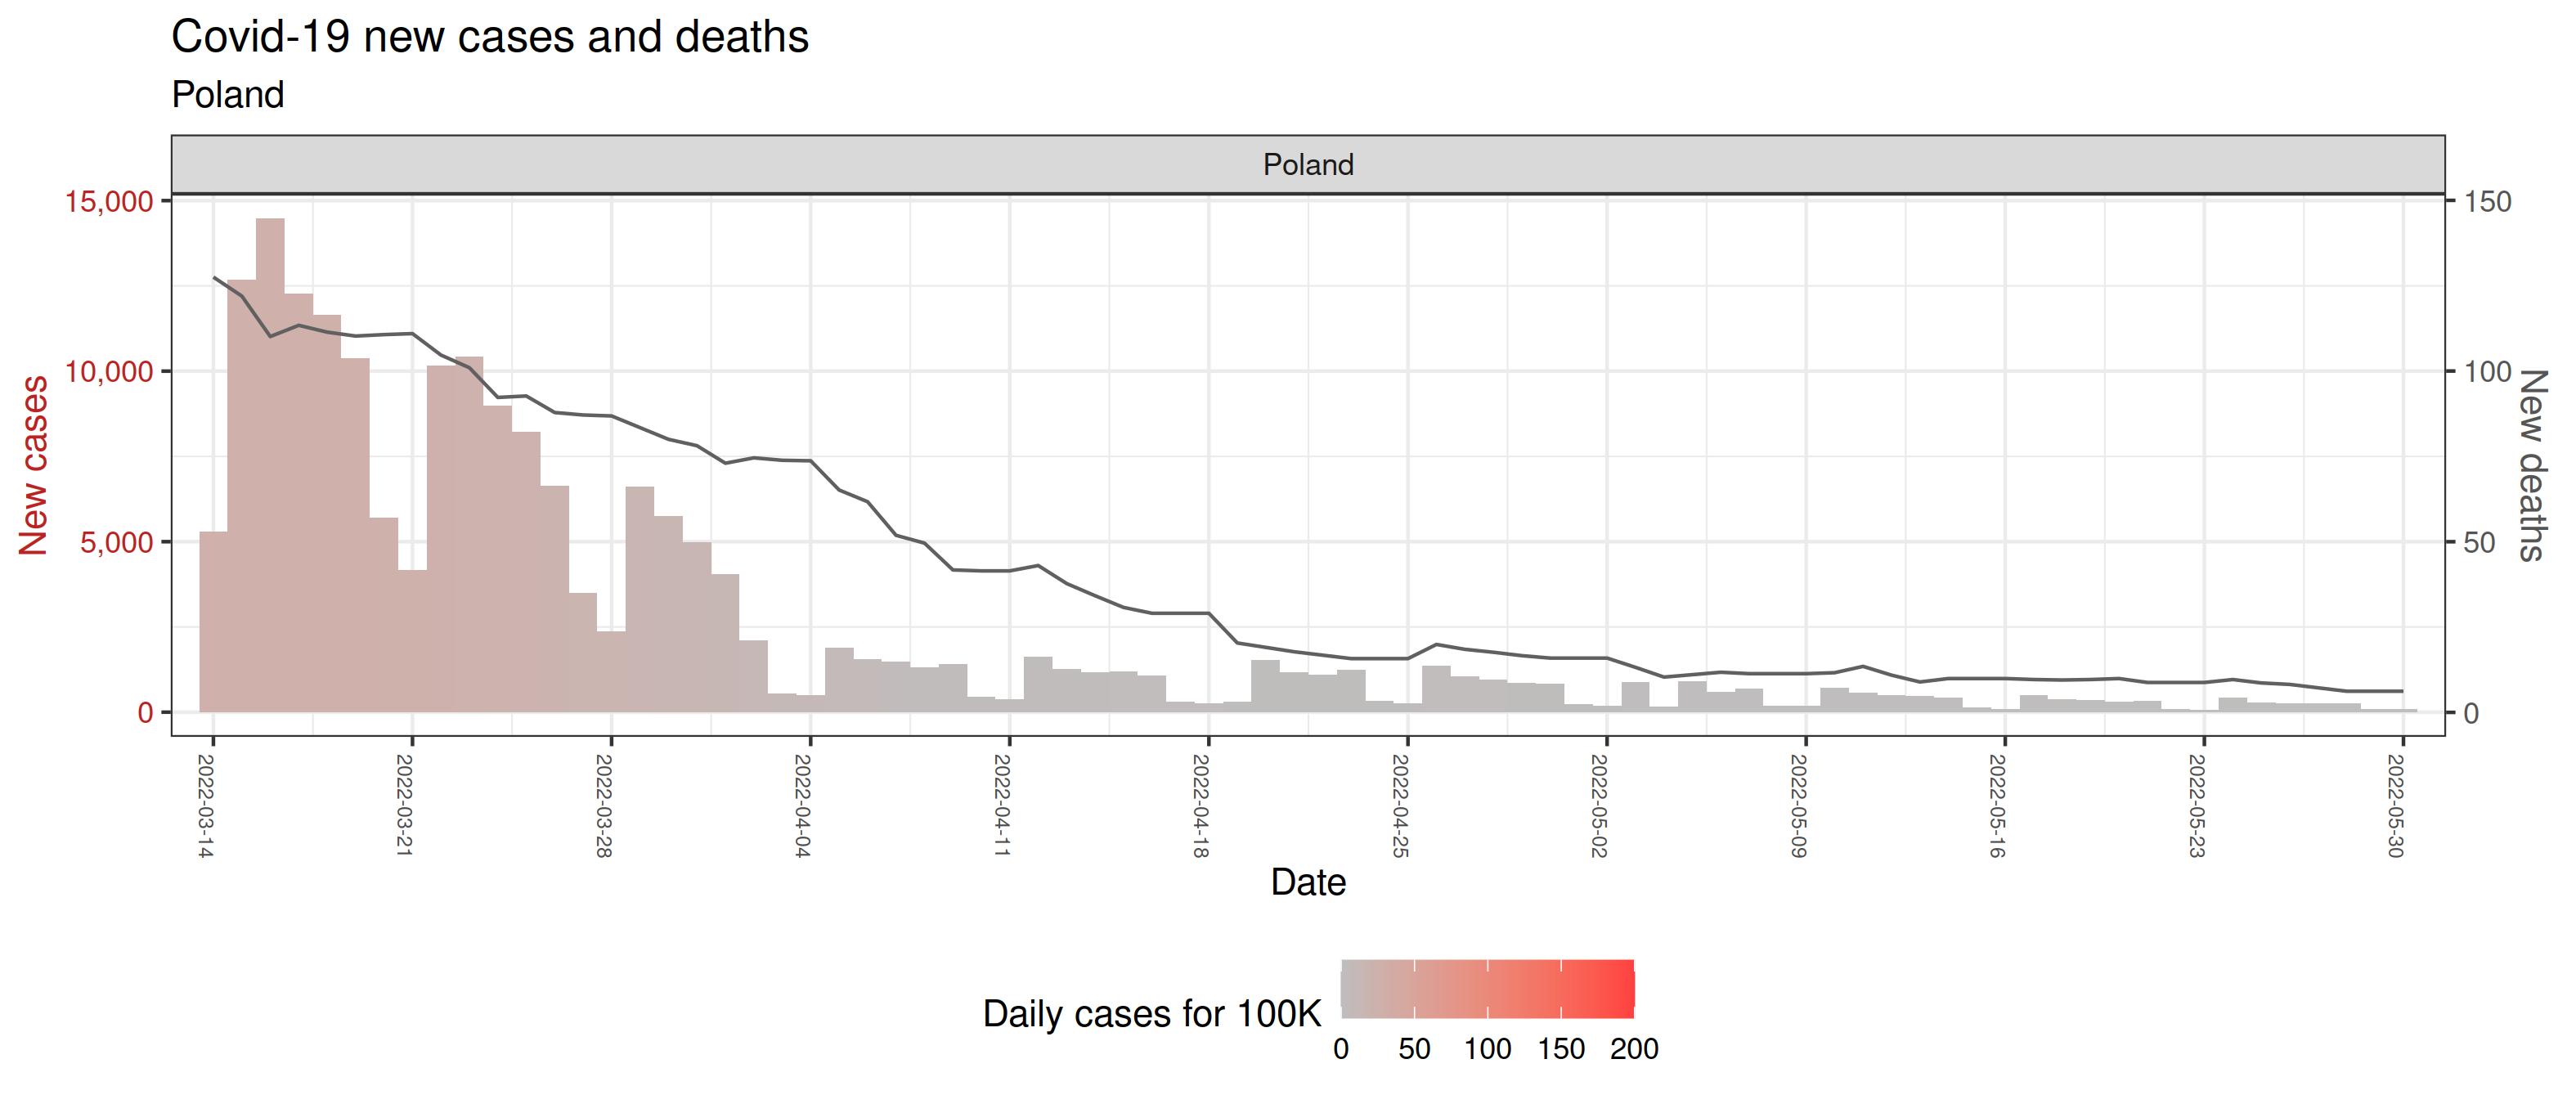 Covid-19 new cases and deaths
Poland
Poland
15,000
10,000
5,000
0
New cases
150
100
50
0
New deaths
2022-03-14
2022-03-21
2022-03-28
2022-04-04
2022-04-11
2022-04-18
2022-04-25
2022-05-02
2022-05-09
2022-05-16
2022-05-23
2022-05-30
Date
Daily cases for 100K
0 50 100 150 200